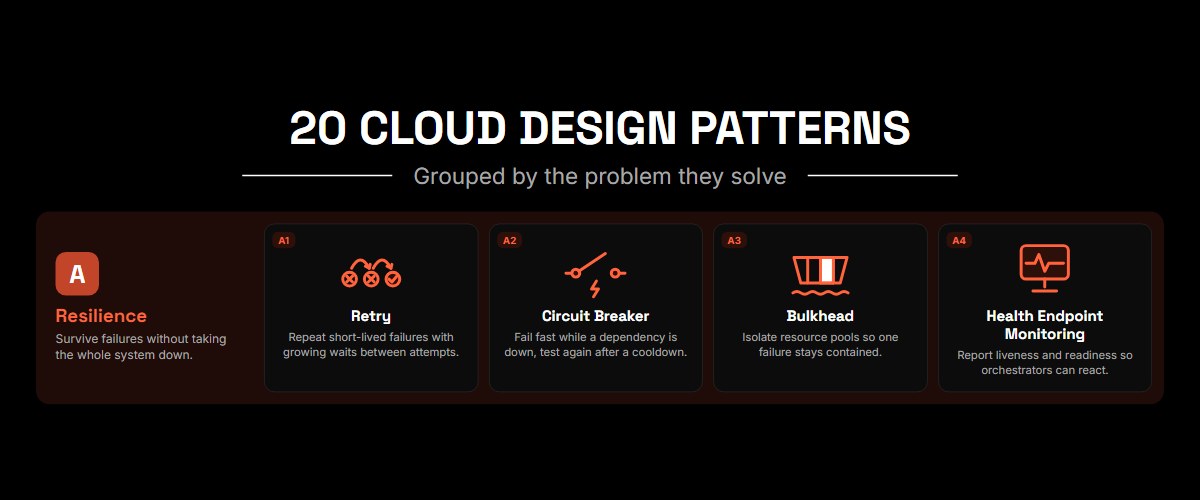 20 CLOUD DESIGN PATTERNS
Grouped by the problem they solve
A
Resilience
Survive failures without taking
the whole system down.
A1
Retry
Repeat short-lived failures with
growing waits between attempts.
A2
Circuit Breaker
Fail fast while a dependency is
down, test again after a cooldown.
A3
Bulkhead
Isolate resource pools so one
failure stays contained.
A4
Health Endpoint
Monitoring
Report liveness and readiness so
orchestrators can react.